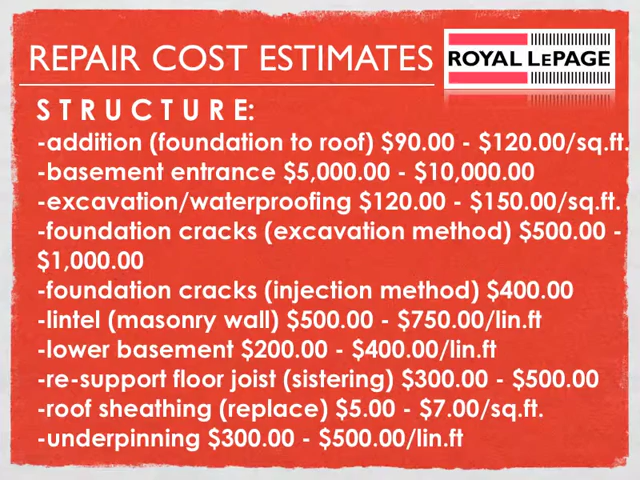 REPAIR COST ESTIMATES
ROYAL LEPAGE
STRUCTURE:
-addition (foundation to roof) $90.00 - $120.00/sq.ft.
-basement entrance $5,000.00 - $10,000.00
-excavation/waterproofing $120.00 - $150.00/sq.ft.
-foundation cracks (excavation method) $500.00 -
$1,000.00
-foundation cracks (injection method) $400.00
-lintel (masonry wall) $500.00 - $750.00/lin.ft
-lower basement $200.00 - $400.00/lin.ft
-re-support floor joist (sistering) $300.00 - $500.00
-roof sheathing (replace) $5.00 - $7.00/sq.ft.
-underpinning $300.00 - $500.00/lin.ft